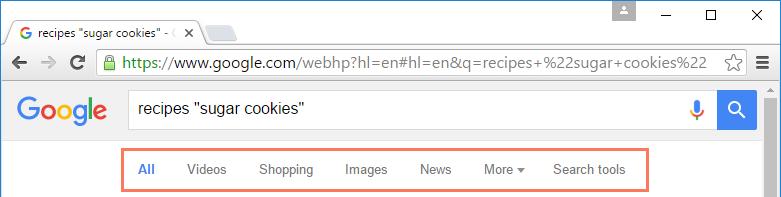 recipes "sugar cookies" -
https://www.google.com/webhp?hl=en#hl=en&q=recipes+%22sugar+cookies%22
Google
recipes "sugar cookies"
All Videos Shopping Images News More Search tools